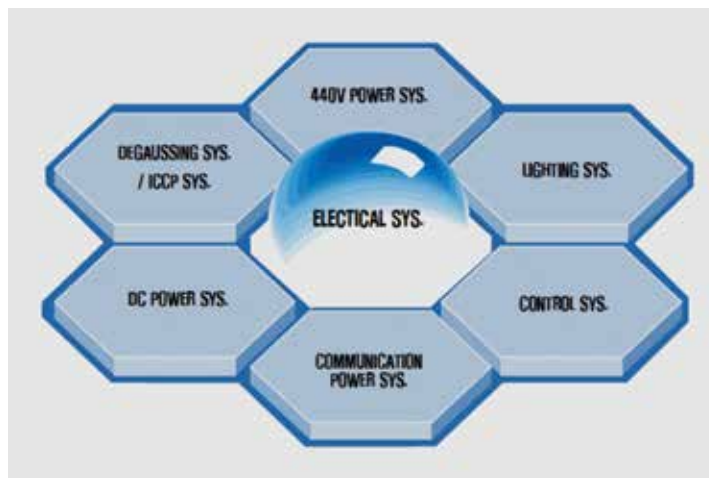 440V POWER SYS.
DEGAUSSING SYS.
/ ICCP SYS.
LIGHTING SYS.
ELECTICAL SYS.
DC POWER SYS.
CONTROL SYS.
COMMUNICATION
POWER SYS.